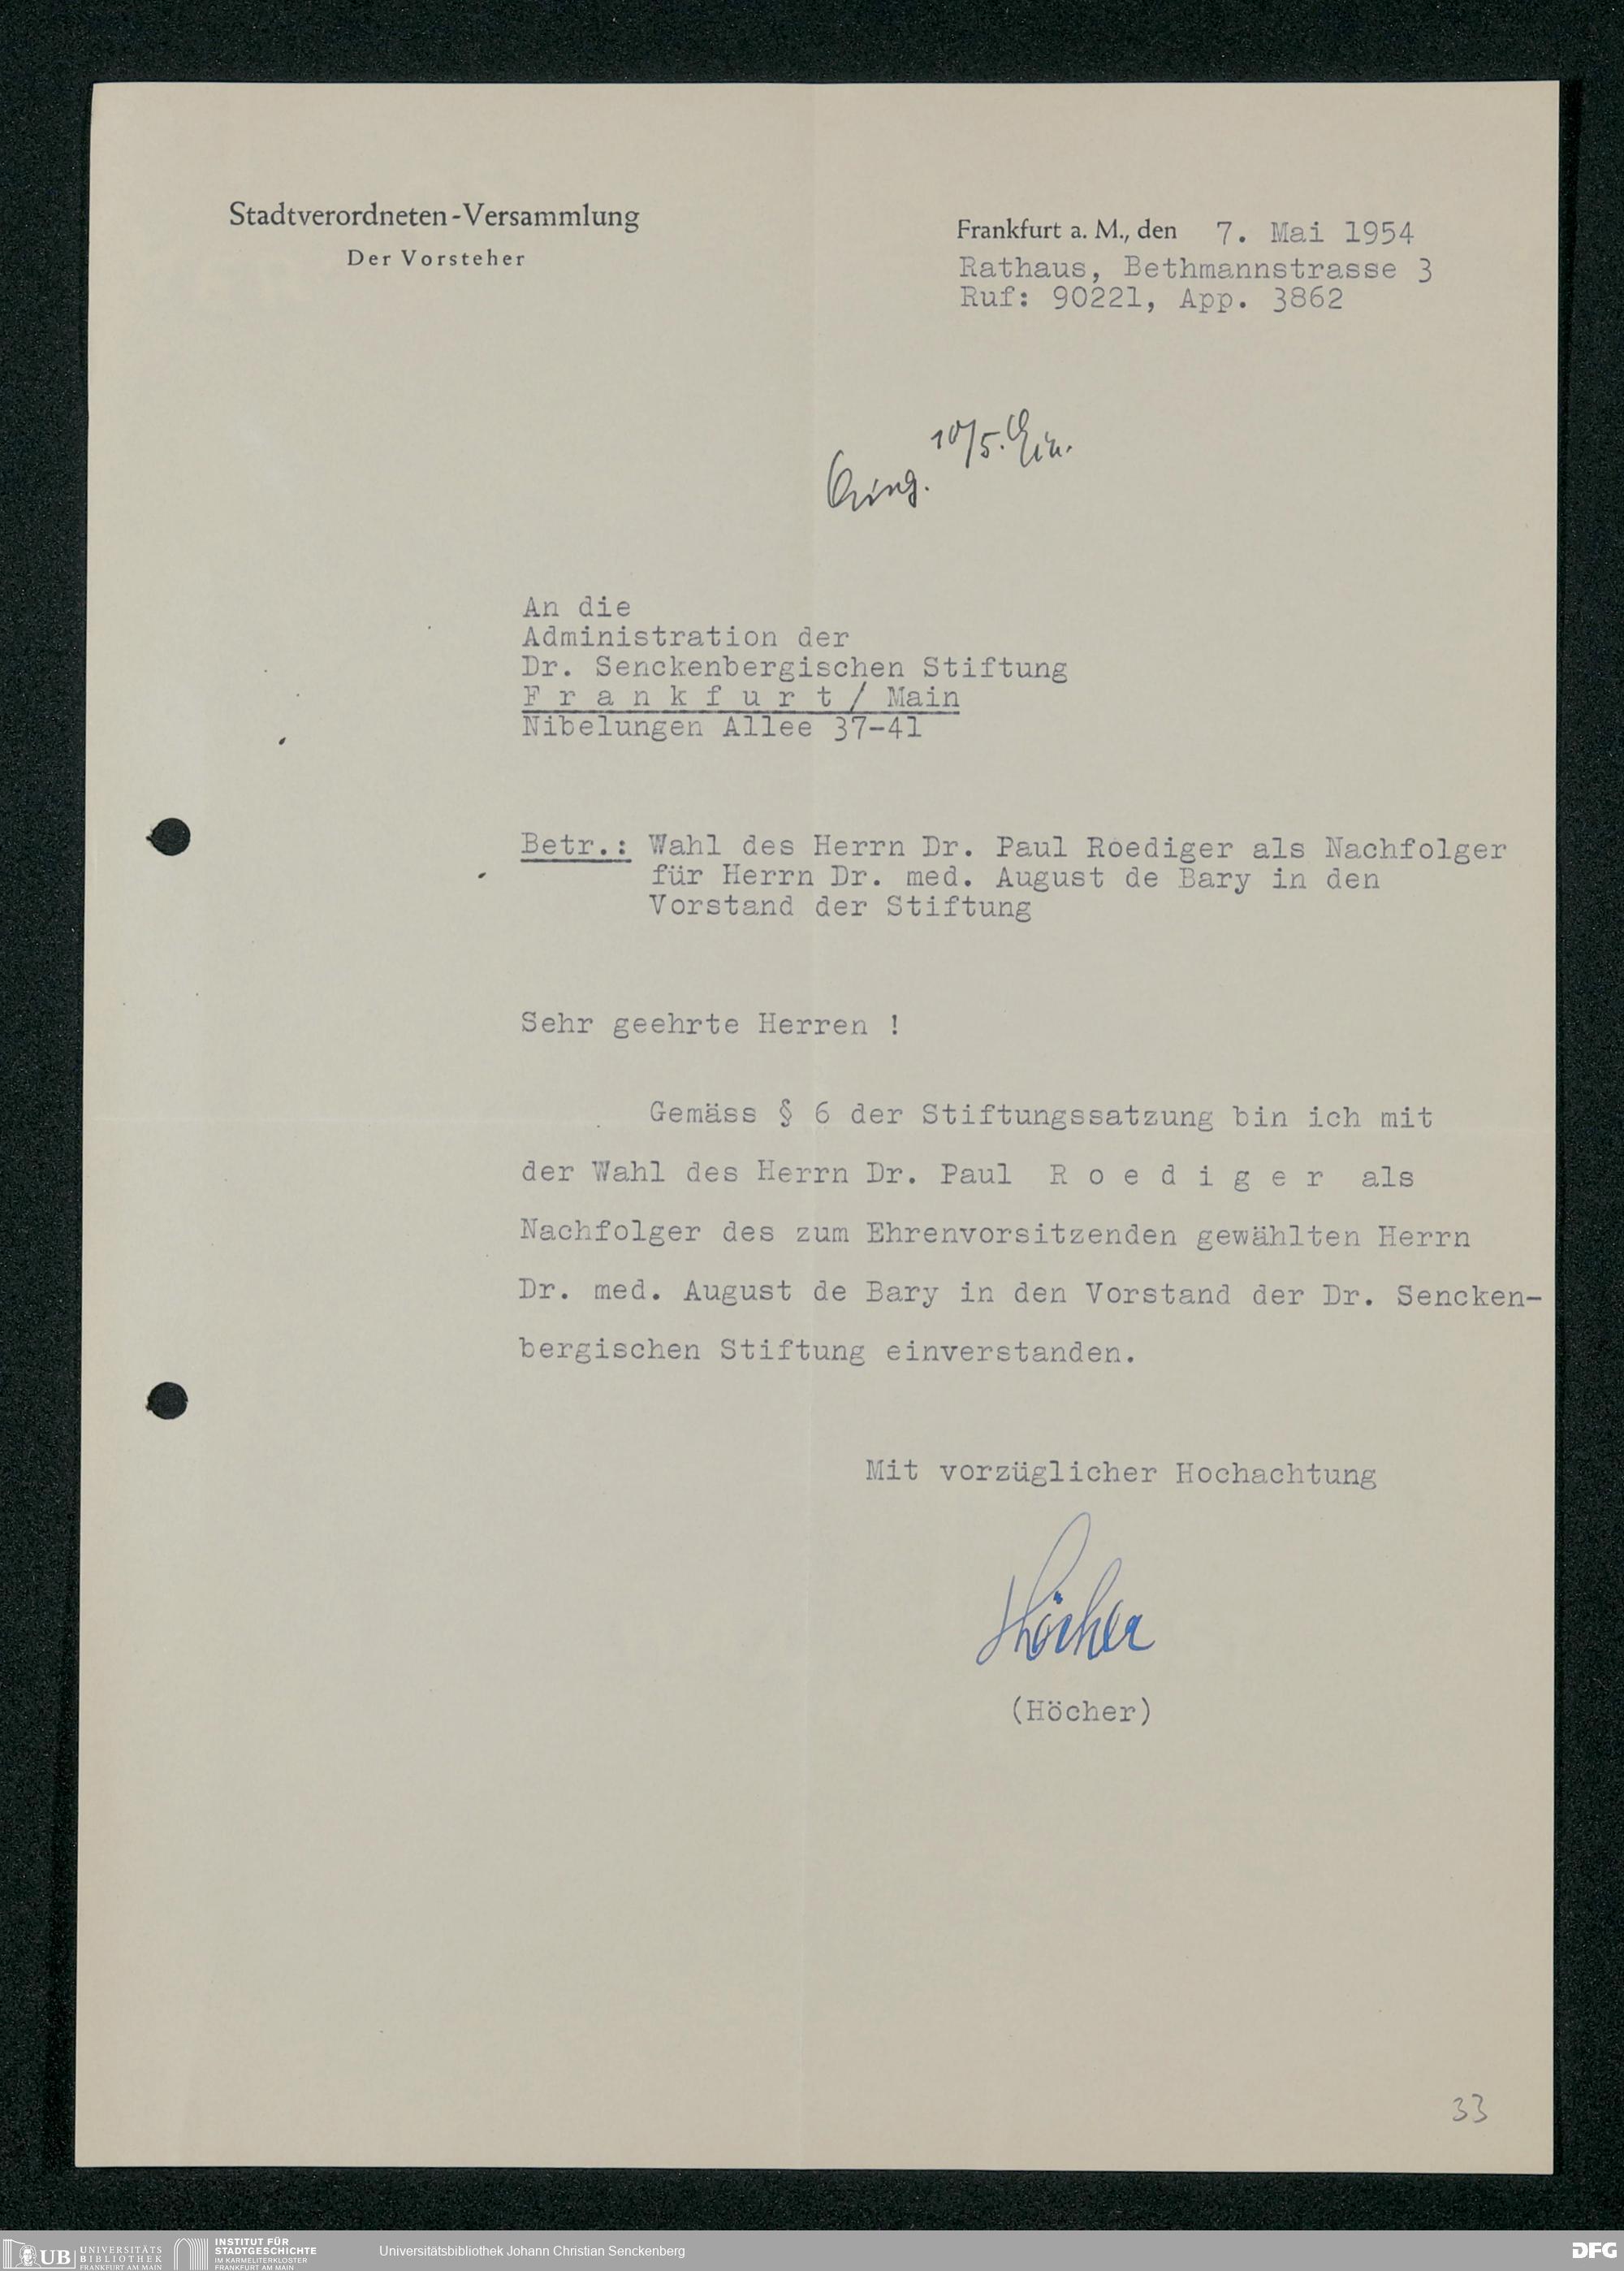 Stadtverordneten-Versammlung
Der Vorsteher
Frankfurt a. M., den 7. Mai 1954
Rathaus, Bethmannstrasse 3
Ruf: 90221, App. 3862
10/5.
Eing.
An die
Administration der
Dr. Senckenbergischen Stiftung
F r a n k f u r t / Main
Nibelungen Allee 37-41
Betr.: Wahl des Herrn Dr. Paul Roediger als Nachfolger
für Herrn Dr. med. August de Bary in den
Vorstand der Stiftung
Sehr geehrte Herren !
Gemäss § 6 der Stiftungssatzung bin ich mit
der Wahl des Herrn Dr. Paul R o e d i g e r als
Nachfolger des zum Ehrenvorsitzenden gewählten Herrn
Dr. med. August de Bary in den Vorstand der Dr. Sencken-
bergischen Stiftung einverstanden.
Mit vorzüglicher Hochachtung
Höcher
(Höcher)
33
UB UNIVERSITÄTS
BIBLIOTHEK
FRANKFURT AM MAIN
INSTITUT FÜR
STADTGESCHICHTE
IM KARMELITERKLOSTER
FRANKFURT AM MAIN
Universitätsbibliothek Johann Christian Senckenberg
DFG